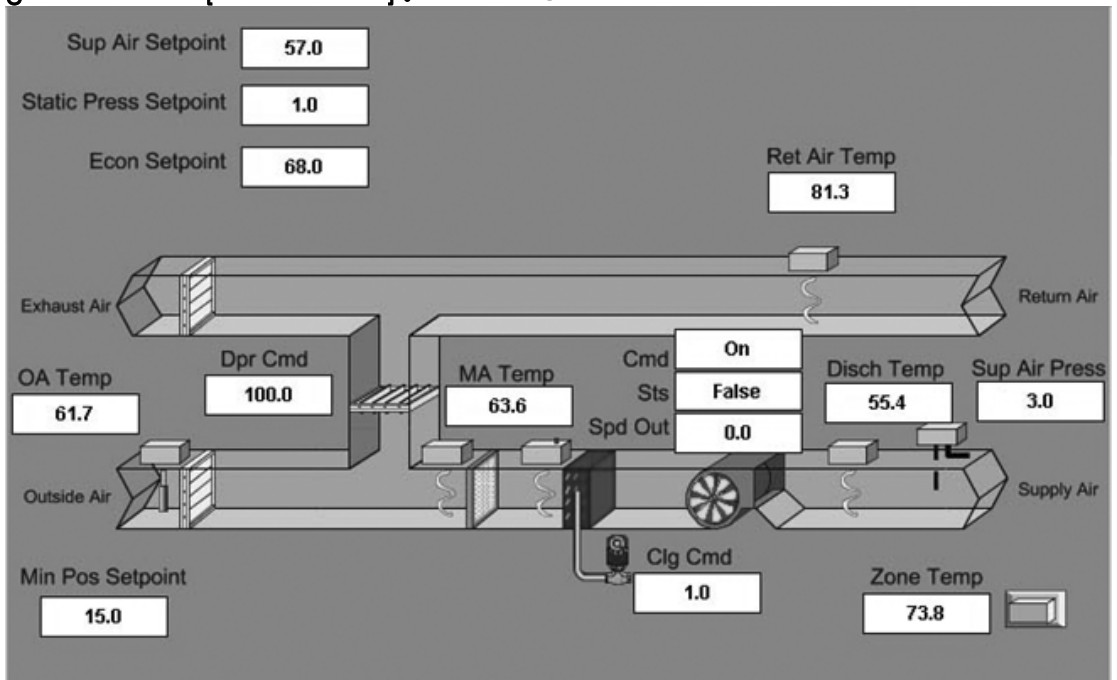 Sup Air Setpoint 57.0
Static Press Setpoint 1.0
Econ Setpoint 68.0
Ret Air Temp
81.3
Exhaust Air
Return Air
OA Temp
61.7
Dpr Cmd
100.0
MA Temp
63.6
Cmd On
Sts False
Spd Out 0.0
Disch Temp
55.4
Sup Air Press
3.0
Outside Air
Supply Air
Min Pos Setpoint
15.0
Clg Cmd
1.0
Zone Temp
73.8